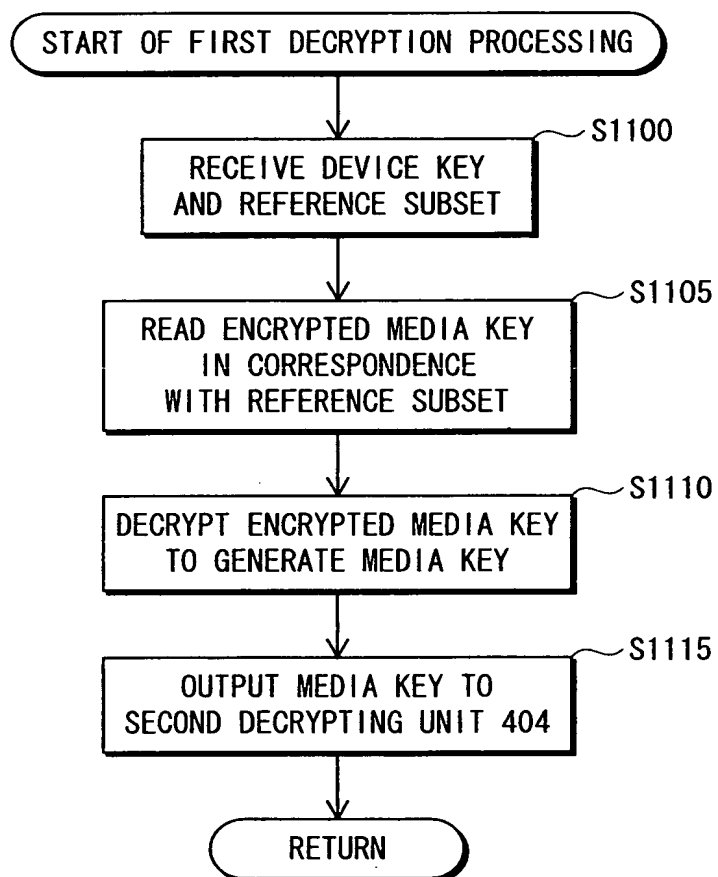 START OF FIRST DECRYPTION PROCESSING
S1100
RECEIVE DEVICE KEY
AND REFERENCE SUBSET
S1105
READ ENCRYPTED MEDIA KEY
IN CORRESPONDENCE
WITH REFERENCE SUBSET
S1110
DECRYPT ENCRYPTED MEDIA KEY
TO GENERATE MEDIA KEY
S1115
OUTPUT MEDIA KEY TO
SECOND DECRYPTING UNIT 404
RETURN